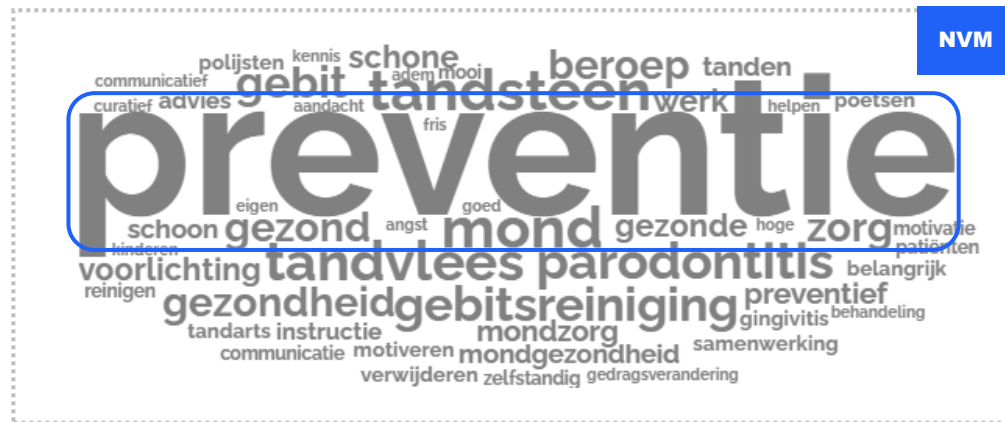 NVM
polijsten kennis schone
communicatief gebit adem mooi beroep tanden
curatief advies aandacht tandsteen werk helpen poetsen
fris
preventie
eigen goed
schoon gezond angst mond gezonde hoge zorg motivatie
kinderen patiënten
voorlichting tandvlees parodontitis belangrijk
reinigen gezondheid gebitsreiniging preventief
gingivitis behandeling
tandarts instructie mondzorg
communicatie motiveren mondgezondheid samenwerking
verwijderen zelfstandig gedragsverandering